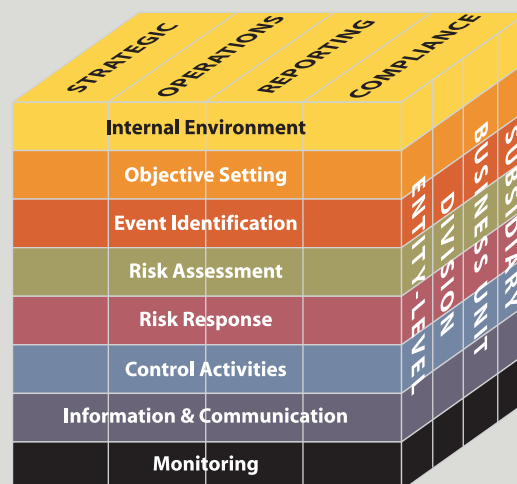 STRATEGIC
OPERATIONS
REPORTING
COMPLIANCE
Internal Environment
Objective Setting
Event Identification
Risk Assessment
Risk Response
Control Activities
Information & Communication
Monitoring
ENTITY-LEVEL
DIVISION
BUSINESS UNIT
SUBSIDIARY